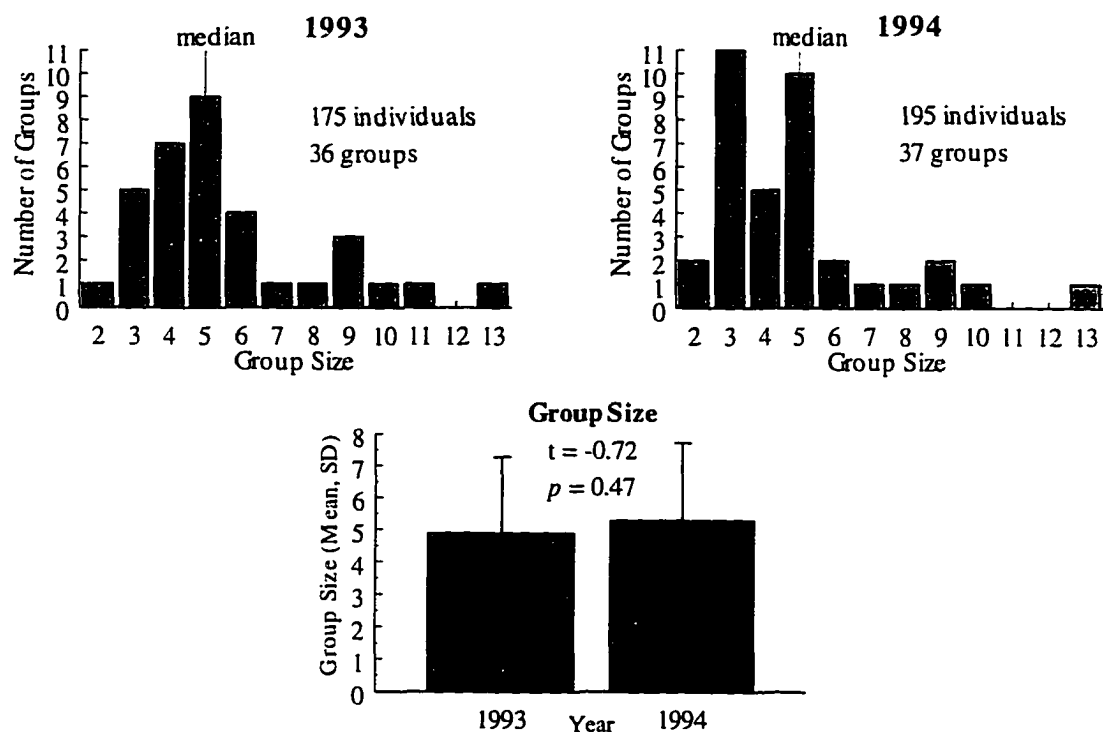 1993
median
11
10
9
8
7
6
5
4
3
2
1
0
Number of Groups
175 individuals
36 groups
2 3 4 5 6 7 8 9 10 11 12 13
Group Size
1994
median
11
10
9
8
7
6
5
4
3
2
1
0
Number of Groups
195 individuals
37 groups
2 3 4 5 6 7 8 9 10 11 12 13
Group Size
Group Size
t = -0.72
p = 0.47
8
7
6
5
4
3
2
1
0
Group Size (Mean, SD)
1993 Year 1994